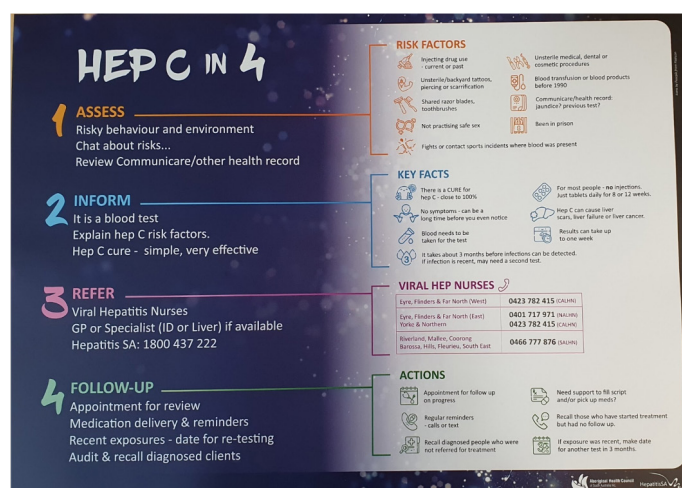 HEP C IN 4
1 ASSESS
Risky behaviour and environment
Chat about risks...
Review Communicare/other health record
RISK FACTORS
Injecting drug use
- current or past
Unsterile/backyard tattoos,
piercing or scarrification
Shared razor blades,
toothbrushes
Not practising safe sex
Unsterile medical, dental or
cosmetic procedures
Blood transfusion or blood products
before 1990
Communicare/health record:
jaundice? previous test?
Been in prison
Fights or contact sports incidents where blood was present
2 INFORM
It is a blood test
Explain hep C risk factors.
Hep C cure - simple, very effective
KEY FACTS
There is a CURE for
hep C - close to 100%
No symptoms - can be a
long time before you even notice
Blood needs to be
taken for the test
For most people - no injections.
Just tablets daily for 8 or 12 weeks.
Hep C can cause liver
scars, liver failure or liver cancer.
Results can take up
to one week
3
It takes about 3 months before infections can be detected.
If infection is recent, may need a second test.
3 REFER
Viral Hepatitis Nurses
GP or Specialist (ID or Liver) if available
Hepatitis SA: 1800 437 222
VIRAL HEP NURSES
Eyre, Flinders & Far North (West) 0423 782 415 (CALHN)
Eyre, Flinders & Far North (East) 0401 717 971 (NALHN)
Yorke & Northern 0423 782 415 (CALHN)
Riverland, Mallee, Coorong
Barossa, Hills, Fleurieu, South East 0466 777 876 (SALHN)
4 FOLLOW-UP
Appointment for review
Medication delivery & reminders
Recent exposures - date for re-testing
Audit & recall diagnosed clients
ACTIONS
Appointment for follow up
on progress
Regular reminders
- calls or text
Recall diagnosed people who were
not referred for treatment
Need support to fill script
and/or pick up meds?
Recall those who have started treatment
but had no follow up.
If exposure was recent, make date
for another test in 3 months.
Aboriginal Health Council
HepatitisSA